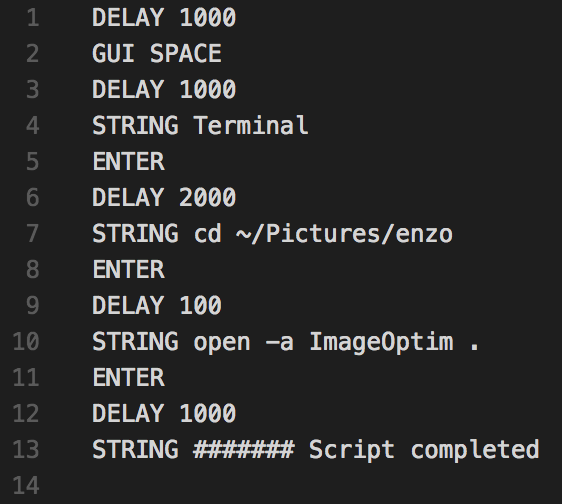 1 DELAY 1000
2 GUI SPACE
3 DELAY 1000
4 STRING Terminal
5 ENTER
6 DELAY 2000
7 STRING cd ~/Pictures/enzo
8 ENTER
9 DELAY 100
10 STRING open -a ImageOptim .
11 ENTER
12 DELAY 1000
13 STRING ####### Script completed
14